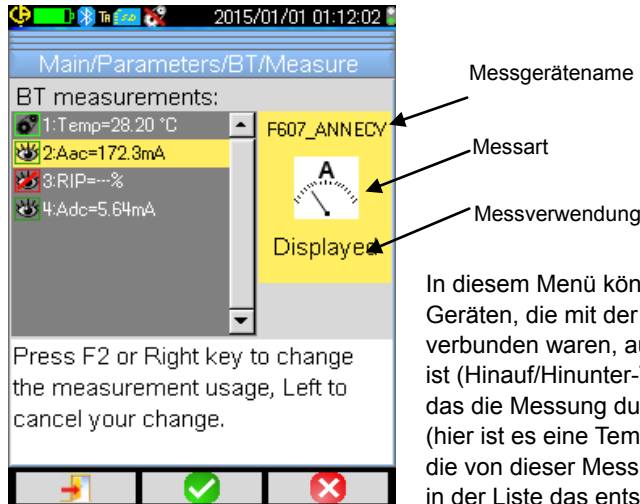 2015/01/01 01:12:02
Main/Parameters/BT/Measure
BT measurements:
1:Temp=28.20 °C
2:Aac=172.3mA
3:RIP=---%
4:Adc=5.64mA
F607_ANNECY
A
Displayed
Press F2 or Right key to change
the measurement usage, Left to
cancel your change.
Messgerätename
Messart
Messverwendung
In diesem Menü kön
Geräten, die mit der
verbunden waren, au
ist (Hinauf/Hinunter-
das die Messung du
(hier ist es eine Tem
die von dieser Mess
in der Liste das ents